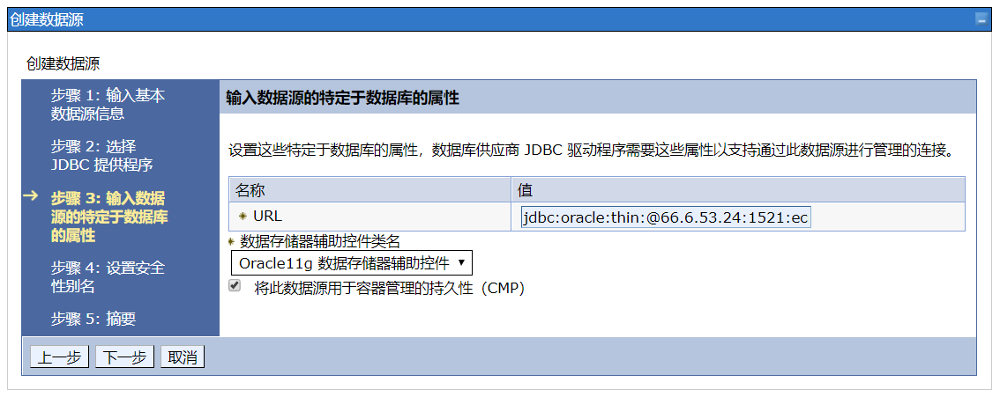 创建数据源
创建数据源
步骤 1: 输入基本
数据源信息
步骤 2: 选择
JDBC 提供程序
步骤 3: 输入数据
源的特定于数据库
的属性
步骤 4: 设置安全
性别名
步骤 5: 摘要
输入数据源的特定于数据库的属性
设置这些特定于数据库的属性，数据库供应商 JDBC 驱动程序需要这些属性以支持通过此数据源进行管理的连接。
名称 值
URL jdbc:oracle:thin:@66.6.53.24:1521:ec
数据存储器辅助控件类名
Oracle11g 数据存储器辅助控件
将此数据源用于容器管理的持久性（CMP）
上一步 下一步 取消